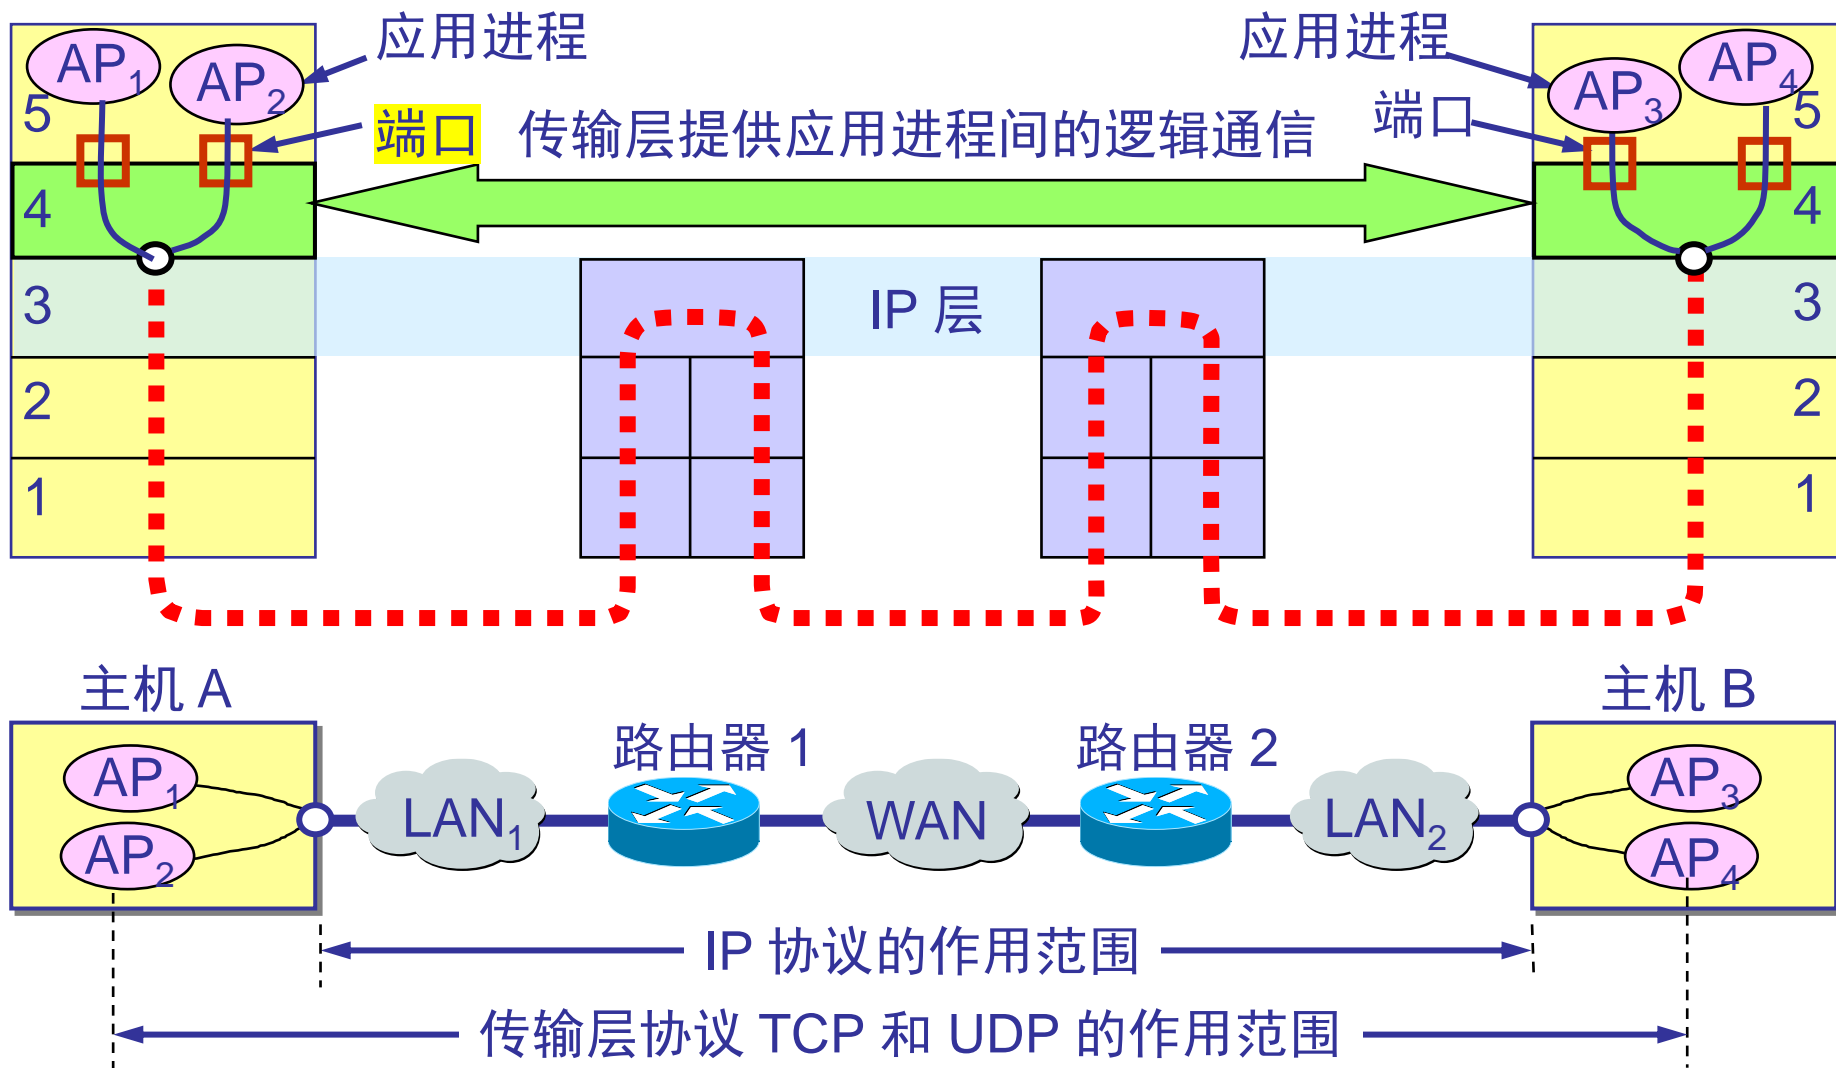 应用进程
应用进程
AP1
AP2
AP3
AP4
5
端口
传输层提供应用进程间的逻辑通信
端口
5
4
4
3
IP 层
3
2
2
1
1
主机 A
主机 B
路由器 1
路由器 2
AP1
AP2
LAN1
WAN
LAN2
AP3
AP4
IP 协议的作用范围
传输层协议 TCP 和 UDP 的作用范围